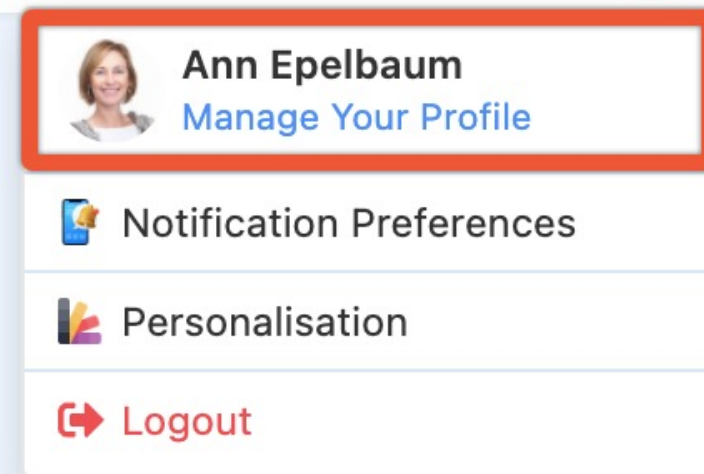 Ann Epelbaum
Manage Your Profile
Notification Preferences
Personalisation
Logout